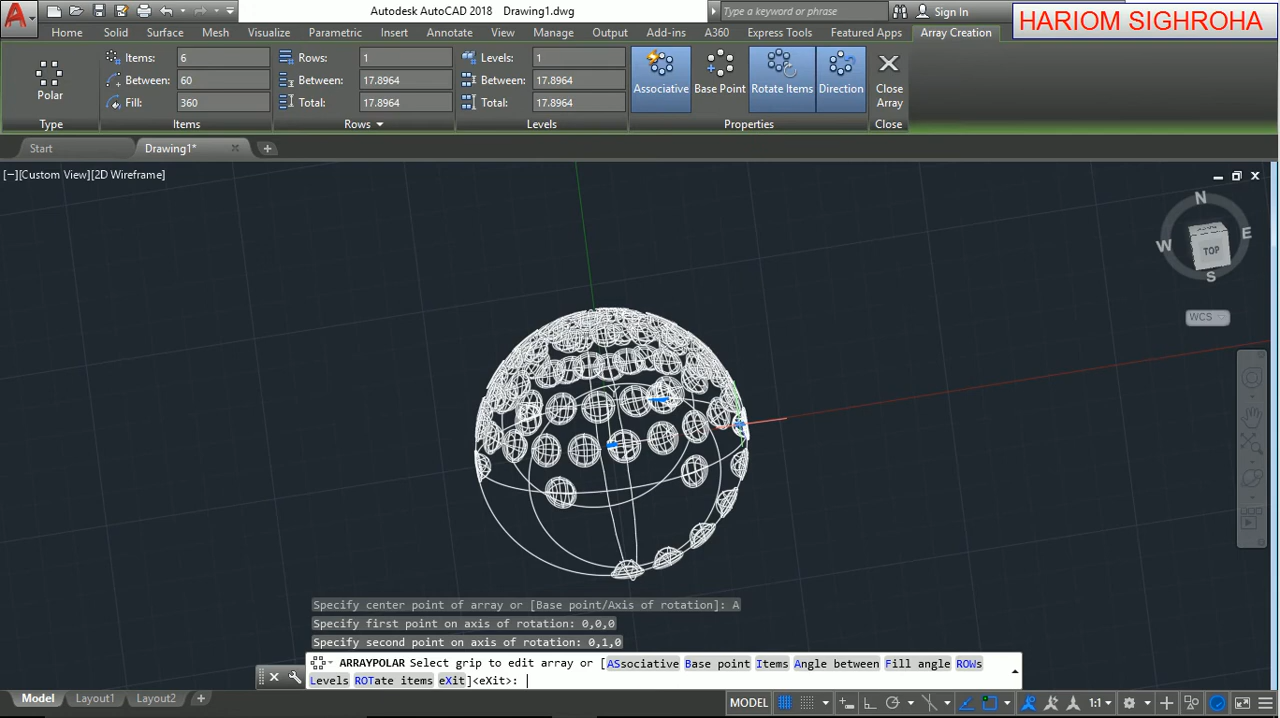 Autodesk AutoCAD 2018 Drawing1.dwg
Type a keyword or phrase
Sign In
HARIOM SIGHROHA
Home Insert Solid Surface Mesh Visualize Parametric Insert Annotate View Manage Output Add-ins A360 Express Tools Featured Apps Array Creation
Polar
Items: 6
Between: 60
Fill: 360
Rows: 1
Between: 17.8964
Total: 17.8964
Levels: 1
Between: 17.8964
Total: 17.8964
Associative
Base Point
Rotate Items
Direction
Close
Array
Type Items Rows Levels Properties Close
Start Drawing1*
[−][Custom View][2D Wireframe]
N
W TOP E
S
WCS
Specify center point of array or [Base point/Axis of rotation]: A
Specify first point on axis of rotation: 0,0,0
Specify second point on axis of rotation: 0,1,0
ARRAYPOLAR Select grip to edit array or [ASsociative Base point Items Angle between Fill angle ROWs
Levels ROTate items eXit]<eXit>:
Model Layout1 Layout2
MODEL 1:1